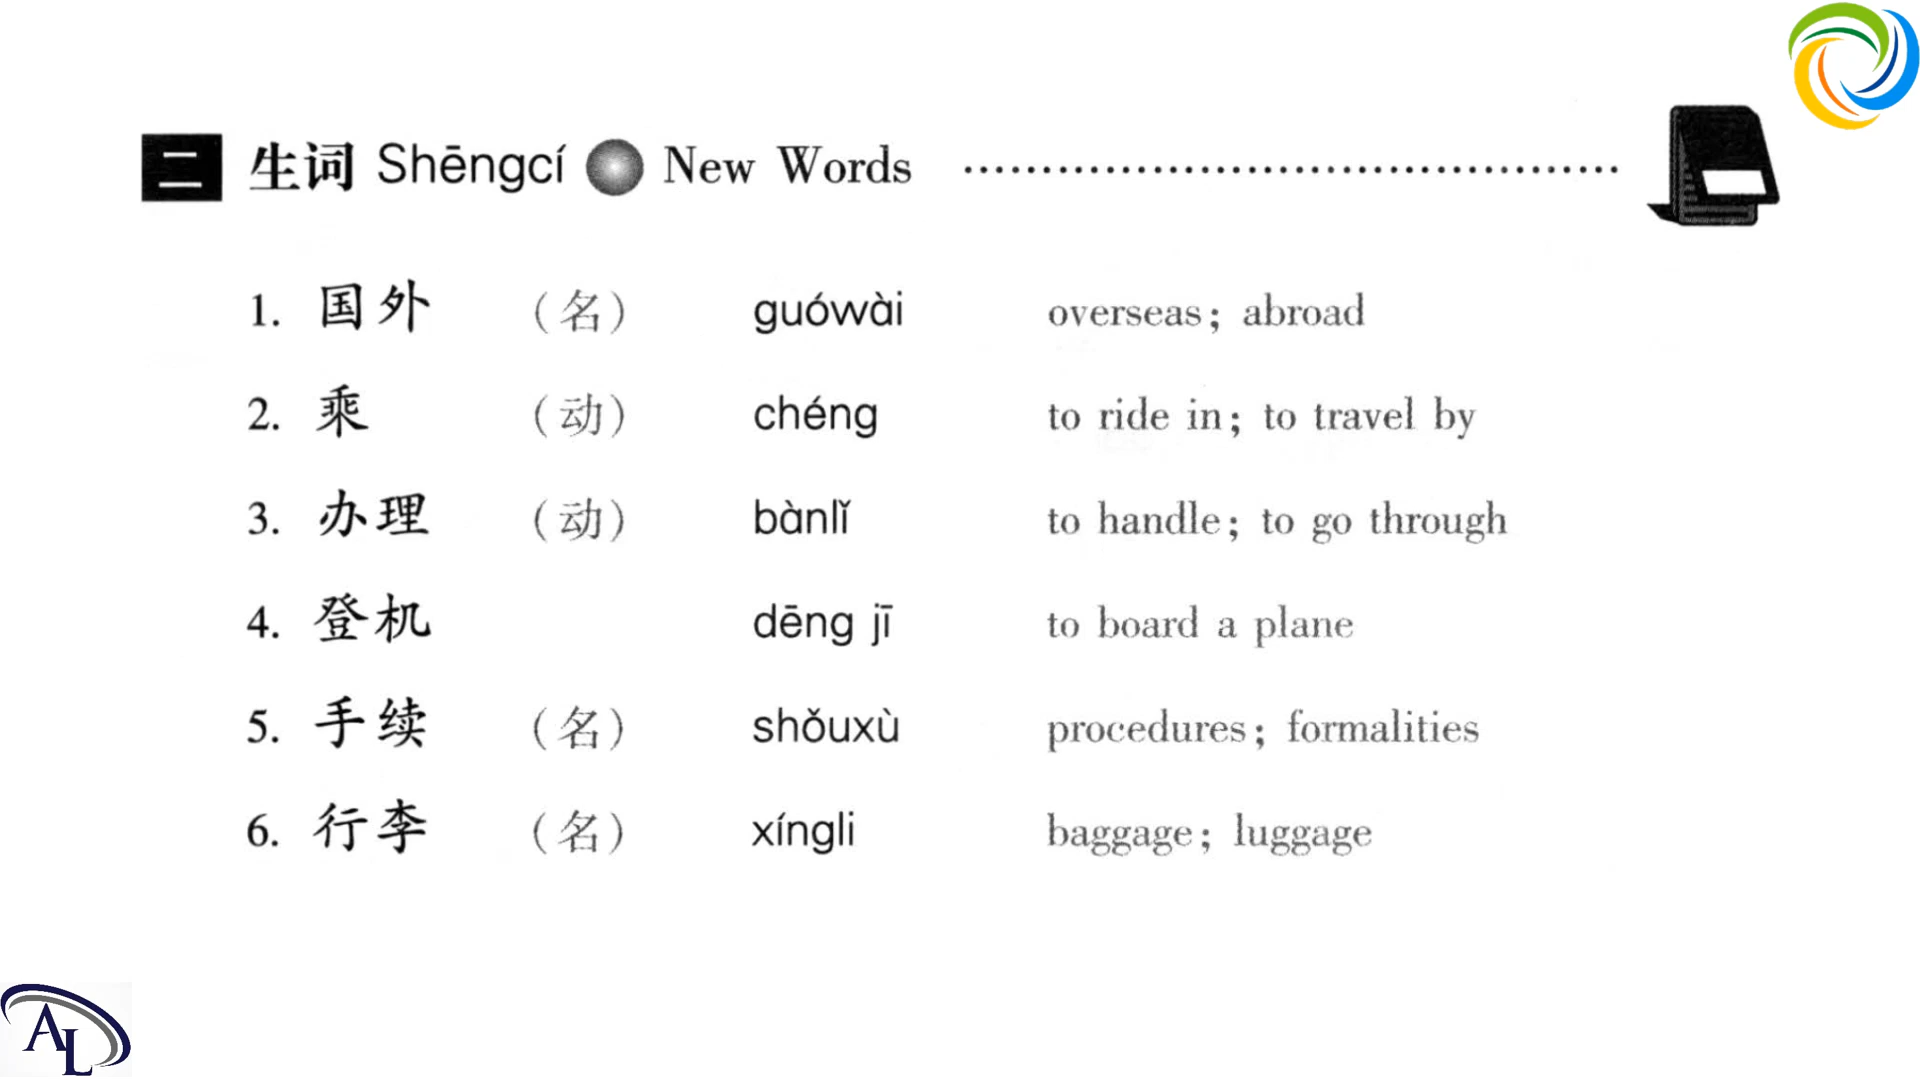 二 生词 Shēngcí New Words
1. 国外 （名） guówài overseas; abroad
2. 乘 （动） chéng to ride in; to travel by
3. 办理 （动） bànlǐ to handle; to go through
4. 登机 dēng jī to board a plane
5. 手续 （名） shǒuxù procedures; formalities
6. 行李 （名） xíngli baggage; luggage
AL